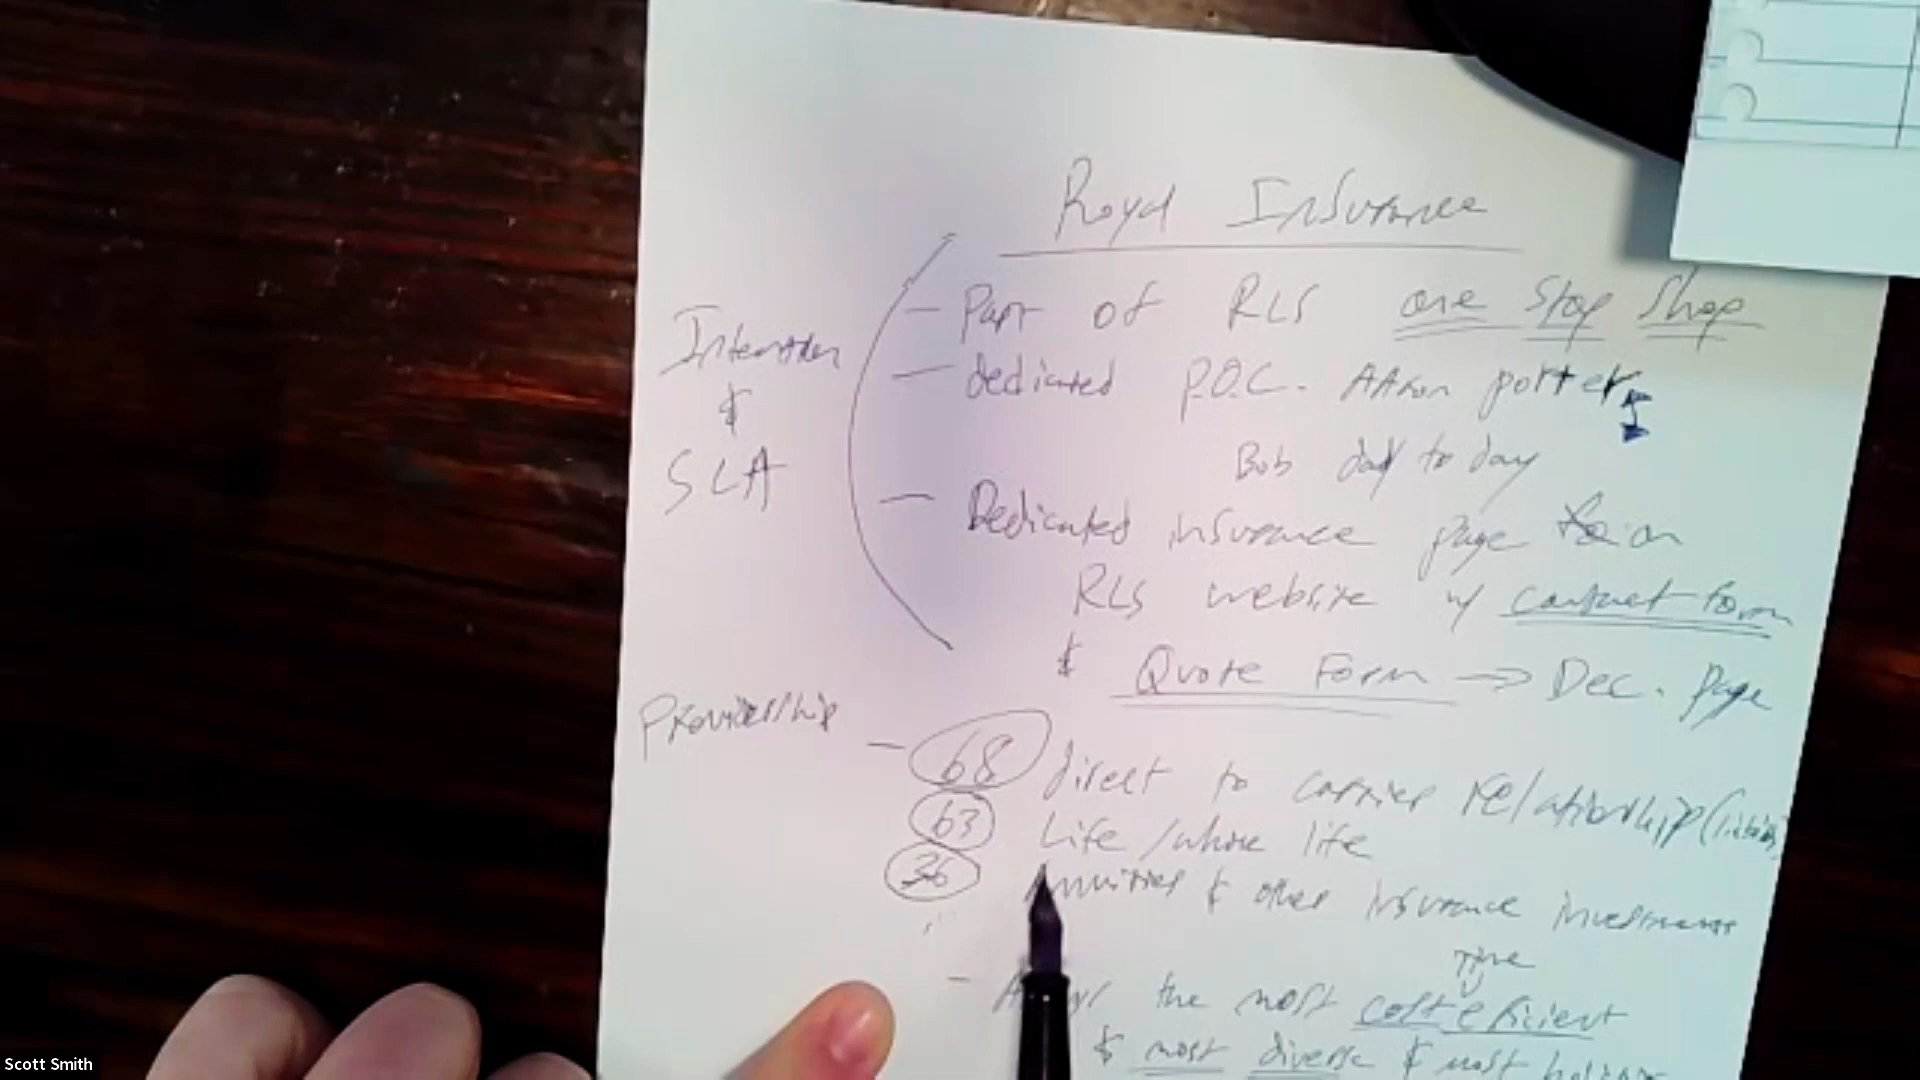 Royal Insurance
- Part of RLS one stop shop
- dedicated P.O.C. AAron porter
Bob day to day
Intention
&
SLA
- Dedicated insurance page on
RLS website w/ contact form
& Quote Form → Dec. page
Providership
- 68 direct to carrier relationship (
63 Life / whole life
36 Annuities & other insurance investments
time
- the most cost efficient
& most diverse & most
Scott Smith